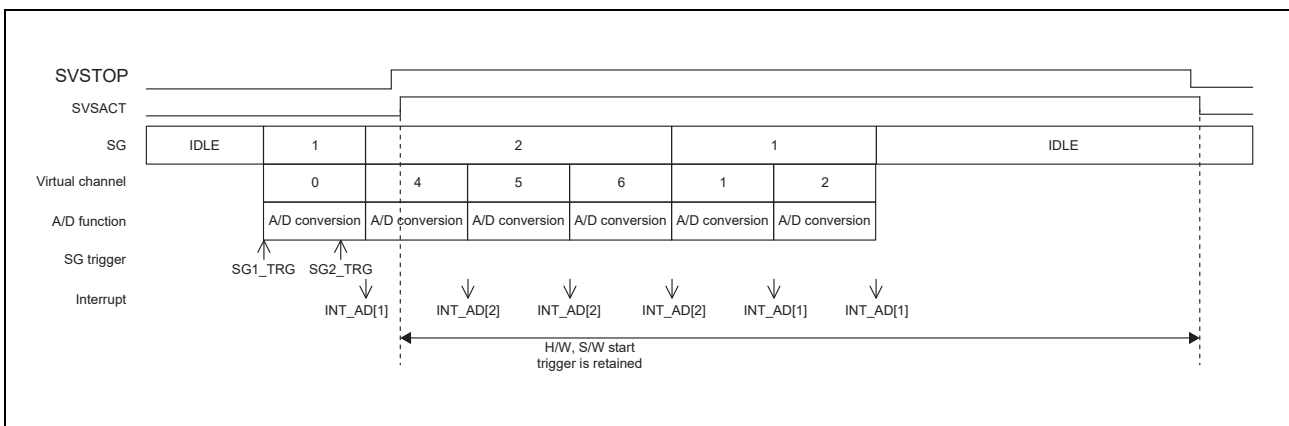 SVSTOP
SVSACT
SG IDLE 1 2 1 IDLE
Virtual channel 0 4 5 6 1 2
A/D function A/D conversion A/D conversion A/D conversion A/D conversion A/D conversion A/D conversion
SG trigger SG1_TRG SG2_TRG
Interrupt INT_AD[1] INT_AD[2] INT_AD[2] INT_AD[2] INT_AD[1] INT_AD[1]
H/W, S/W start
trigger is retained